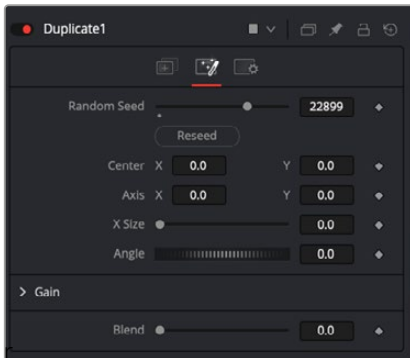 Duplicate1
Random Seed 22899
Reseed
Center X 0.0 Y 0.0
Axis X 0.0 Y 0.0
X Size 0.0
Angle 0.0
Gain
Blend 0.0